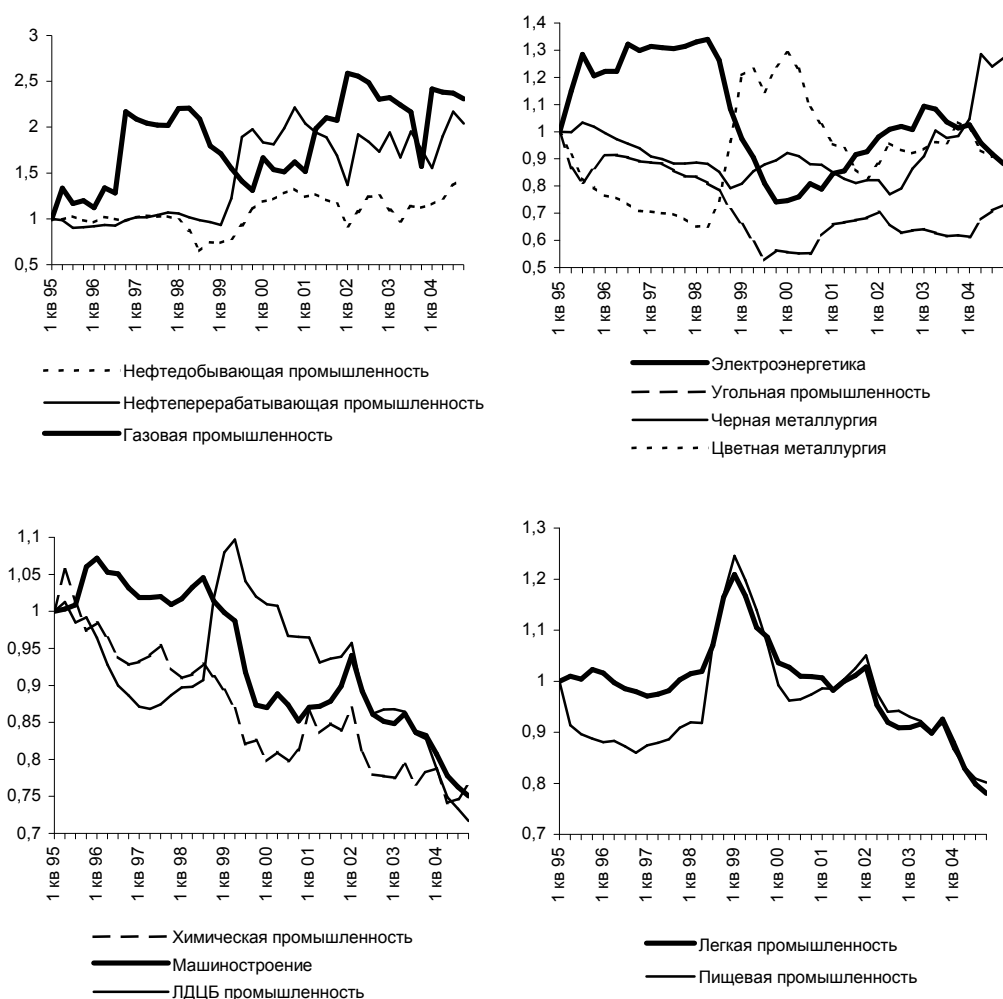 3
2,5
2
1,5
1
0,5
1 кв 95
1 кв 96
1 кв 97
1 кв 98
1 кв 99
1 кв 00
1 кв 01
1 кв 02
1 кв 03
1 кв 04
Нефтедобывающая промышленность
Нефтеперерабатывающая промышленность
Газовая промышленность
1,4
1,3
1,2
1,1
1
0,9
0,8
0,7
0,6
0,5
1 кв 95
1 кв 96
1 кв 97
1 кв 98
1 кв 99
1 кв 00
1 кв 01
1 кв 02
1 кв 03
1 кв 04
Электроэнергетика
Угольная промышленность
Черная металлургия
Цветная металлургия
1,1
1,05
1
0,95
0,9
0,85
0,8
0,75
0,7
1 кв 95
1 кв 96
1 кв 97
1 кв 98
1 кв 99
1 кв 00
1 кв 01
1 кв 02
1 кв 03
1 кв 04
Химическая промышленность
Машиностроение
ЛДЦБ промышленность
1,3
1,2
1,1
1
0,9
0,8
0,7
1 кв 95
1 кв 96
1 кв 97
1 кв 98
1 кв 99
1 кв 00
1 кв 01
1 кв 02
1 кв 03
1 кв 04
Легкая промышленность
Пищевая промышленность